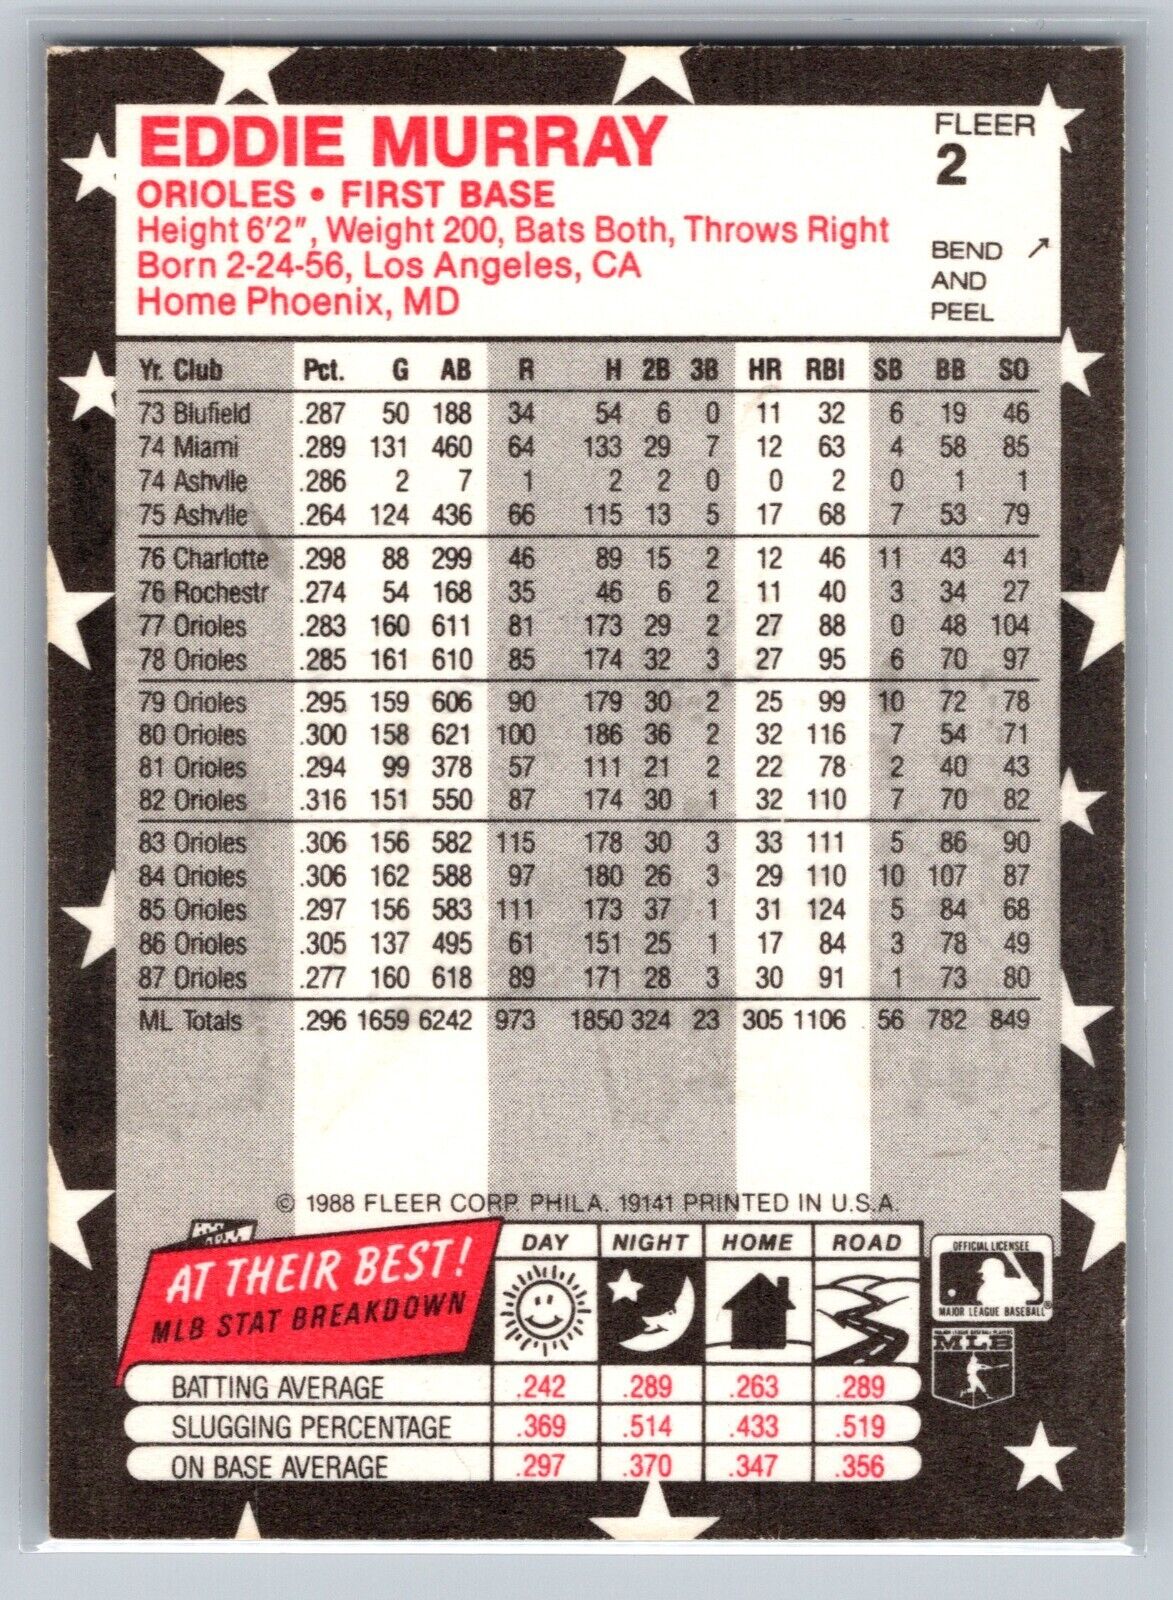 EDDIE MURRAY
FLEER
2
ORIOLES • FIRST BASE
Height 6'2", Weight 200, Bats Both, Throws Right
Born 2-24-56, Los Angeles, CA
Home Phoenix, MD
BEND
AND
PEEL
Yr. Club Pct. G AB R H 2B 3B HR RBI SB BB SO
73 Blufield .287 50 188 34 54 6 0 11 32 6 19 46
74 Miami .289 131 460 64 133 29 7 12 63 4 58 85
74 Ashvlle .286 2 7 1 2 2 0 0 2 0 1 1
75 Ashvlle .264 124 436 66 115 13 5 17 68 7 53 79
76 Charlotte .298 88 299 46 89 15 2 12 46 11 43 41
76 Rochestr .274 54 168 35 46 6 2 11 40 3 34 27
77 Orioles .283 160 611 81 173 29 2 27 88 0 48 104
78 Orioles .285 161 610 85 174 32 3 27 95 6 70 97
79 Orioles .295 159 606 90 179 30 2 25 99 10 72 78
80 Orioles .300 158 621 100 186 36 2 32 116 7 54 71
81 Orioles .294 99 378 57 111 21 2 22 78 2 40 43
82 Orioles .316 151 550 87 174 30 1 32 110 7 70 82
83 Orioles .306 156 582 115 178 30 3 33 111 5 86 90
84 Orioles .306 162 588 97 180 26 3 29 110 10 107 87
85 Orioles .297 156 583 111 173 37 1 31 124 5 84 68
86 Orioles .305 137 495 61 151 25 1 17 84 3 78 49
87 Orioles .277 160 618 89 171 28 3 30 91 1 73 80
ML Totals .296 1659 6242 973 1850 324 23 305 1106 56 782 849
© 1988 FLEER CORP. PHILA. 19141 PRINTED IN U.S.A.
AT THEIR BEST!
MLB STAT BREAKDOWN
DAY NIGHT HOME ROAD
BATTING AVERAGE .242 .289 .263 .289
SLUGGING PERCENTAGE .369 .514 .433 .519
ON BASE AVERAGE .297 .370 .347 .356
OFFICIAL LICENSEE
MAJOR LEAGUE BASEBALL®
MAJOR LEAGUE BASEBALL PLAYERS
MLB